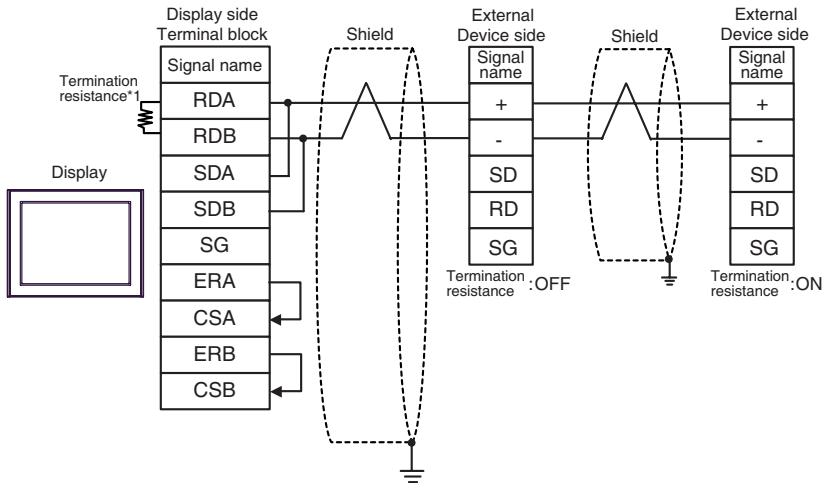 Display side
Terminal block
Signal name
Termination
resistance*1
RDA
RDB
SDA
SDB
SG
ERA
CSA
ERB
CSB
Display
Shield
External
Device side
Signal
name
+
-
SD
RD
SG
Termination
resistance :OFF
Shield
External
Device side
Signal
name
+
-
SD
RD
SG
Termination
resistance :ON